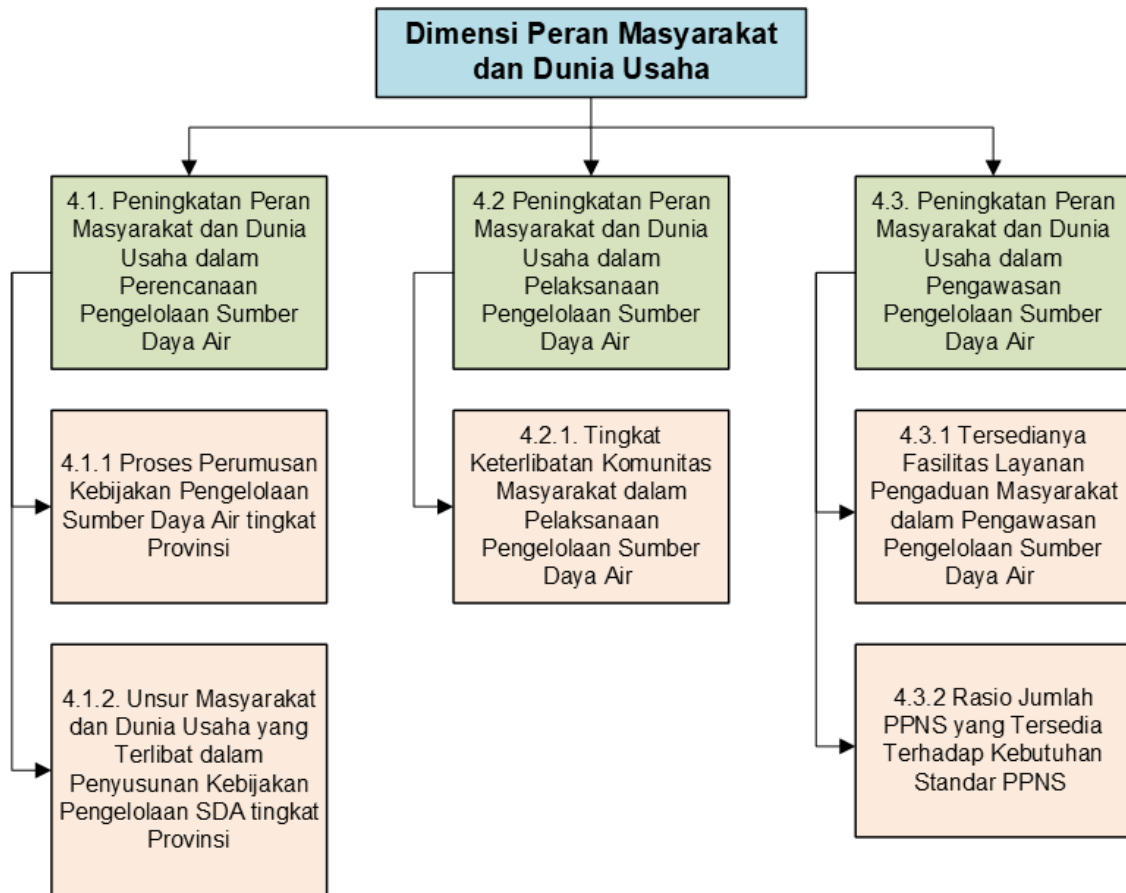 Dimensi Peran Masyarakat
dan Dunia Usaha
4.1. Peningkatan Peran
Masyarakat dan Dunia
Usaha dalam
Perencanaan
Pengelolaan Sumber
Daya Air
4.2 Peningkatan Peran
Masyarakat dan Dunia
Usaha dalam
Pelaksanaan
Pengelolaan Sumber
Daya Air
4.3. Peningkatan Peran
Masyarakat dan Dunia
Usaha dalam
Pengawasan
Pengelolaan Sumber
Daya Air
4.1.1 Proses Perumusan
Kebijakan Pengelolaan
Sumber Daya Air tingkat
Provinsi
4.2.1. Tingkat
Keterlibatan Komunitas
Masyarakat dalam
Pelaksanaan
Pengelolaan Sumber
Daya Air
4.3.1 Tersedianya
Fasilitas Layanan
Pengaduan Masyarakat
dalam Pengawasan
Pengelolaan Sumber
Daya Air
4.1.2. Unsur Masyarakat
dan Dunia Usaha yang
Terlibat dalam
Penyusunan Kebijakan
Pengelolaan SDA tingkat
Provinsi
4.3.2 Rasio Jumlah
PPNS yang Tersedia
Terhadap Kebutuhan
Standar PPNS